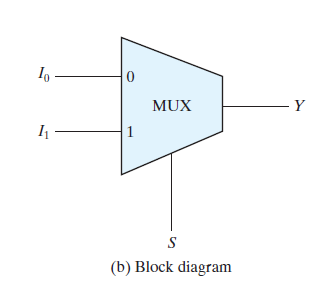 I₀ 0
MUX Y
I₁ 1
S
(b) Block diagram